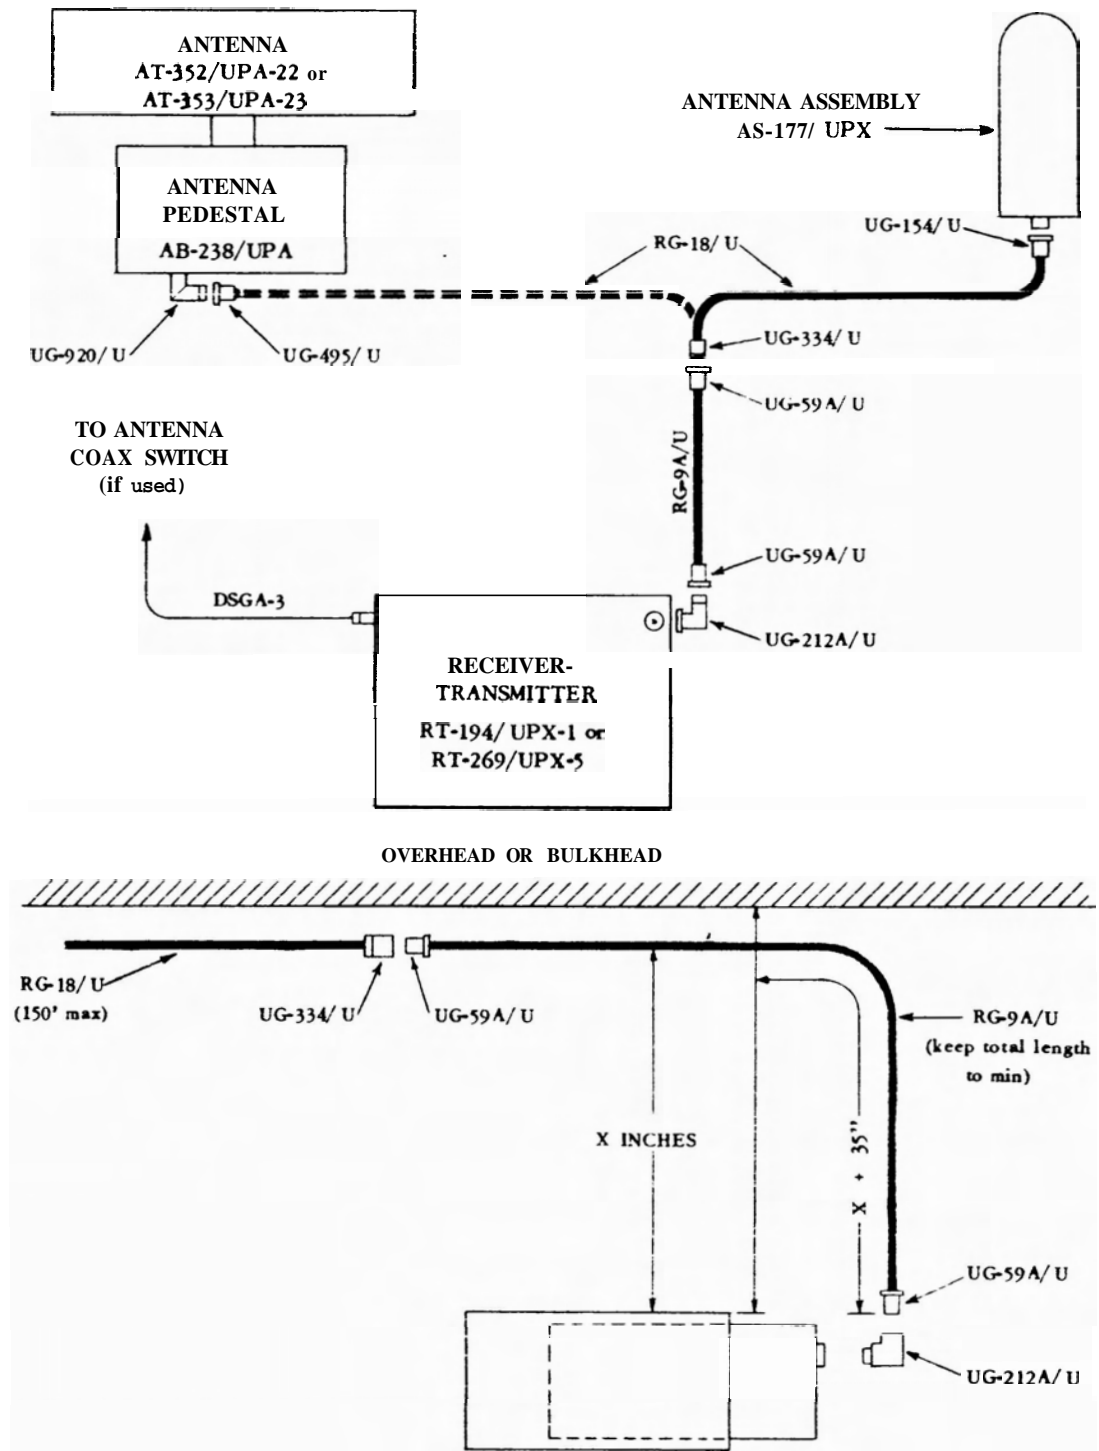 ANTENNA
AT-352/UPA-22 or
AT-353/UPA-23
ANTENNA ASSEMBLY
AS-177/ UPX
ANTENNA
PEDESTAL
AB-238/UPA
UG-154/ U
RG-18/ U
UG-920/ U
UG-495/ U
UG-334/ U
UG-59A/ U
TO ANTENNA
COAX SWITCH
(if used)
RG-9A/U
UG-59A/ U
DSGA-3
UG-212A/ U
RECEIVER-
TRANSMITTER
RT-194/ UPX-1 or
RT-269/UPX-5
OVERHEAD OR BULKHEAD
RG-18/ U
(150' max)
UG-334/ U
UG-59A/ U
RG-9A/U
(keep total length
to min)
X INCHES
X + 35"
UG-59A/ U
UG-212A/ U